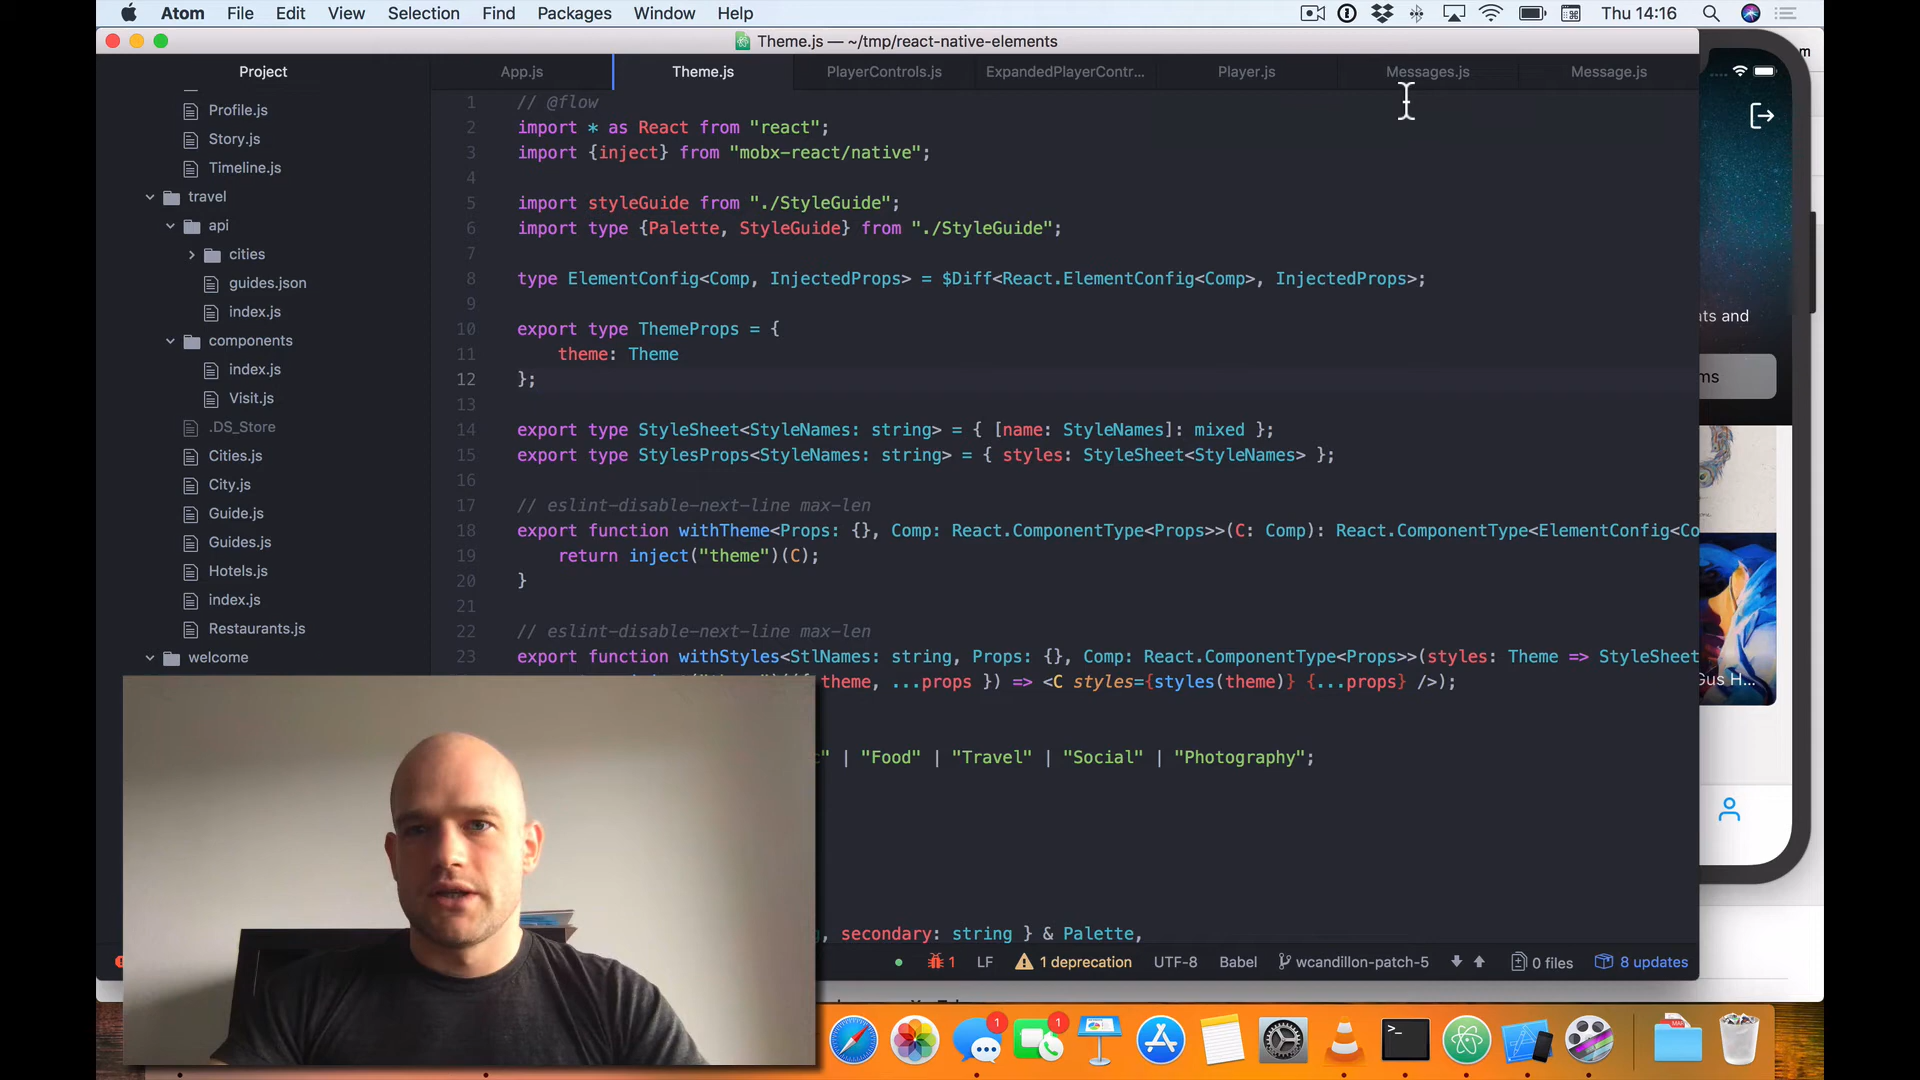 Atom File Edit View Selection Find Packages Window Help Thu 14:16
Theme.js — ~/tmp/react-native-elements
Project
App.js Theme.js PlayerControls.js ExpandedPlayerContr... Player.js Messages.js Message.js
Profile.js
Story.js
Timeline.js
travel
api
cities
guides.json
index.js
components
index.js
Visit.js
.DS_Store
Cities.js
City.js
Guide.js
Guides.js
Hotels.js
index.js
Restaurants.js
welcome
1 // @flow
2 import * as React from "react";
3 import {inject} from "mobx-react/native";
4
5 import styleGuide from "./StyleGuide";
6 import type {Palette, StyleGuide} from "./StyleGuide";
7
8 type ElementConfig<Comp, InjectedProps> = $Diff<React.ElementConfig<Comp>, InjectedProps>;
9
10 export type ThemeProps = {
11 theme: Theme
12 };
13
14 export type StyleSheet<StyleNames: string> = { [name: StyleNames]: mixed };
15 export type StylesProps<StyleNames: string> = { styles: StyleSheet<StyleNames> };
16
17 // eslint-disable-next-line max-len
18 export function withTheme<Props: {}, Comp: React.ComponentType<Props>>(C: Comp): React.ComponentType<ElementConfig<Co
19 return inject("theme")(C);
20 }
21
22 // eslint-disable-next-line max-len
23 export function withStyles<StlNames: string, Props: {}, Comp: React.ComponentType<Props>>(styles: Theme => StyleSheet
theme, ...props }) => <C styles={styles(theme)} {...props} />);
" | "Food" | "Travel" | "Social" | "Photography";
, secondary: string } & Palette,
1 LF 1 deprecation UTF-8 Babel wcandillon-patch-5 0 files 8 updates
ats and
ms
Gus H...
m
1
1